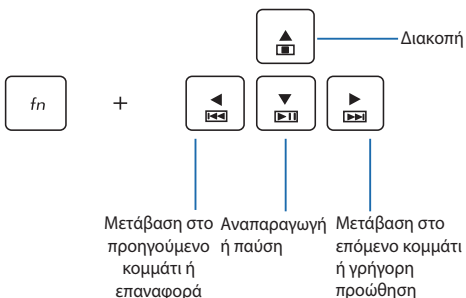 Διακοπή
fn +
Μετάβαση στο
προηγούμενο
κομμάτι ή
επαναφορά
Αναπαραγωγή
ή παύση
Μετάβαση στο
επόμενο κομμάτι
ή γρήγορη
προώθηση